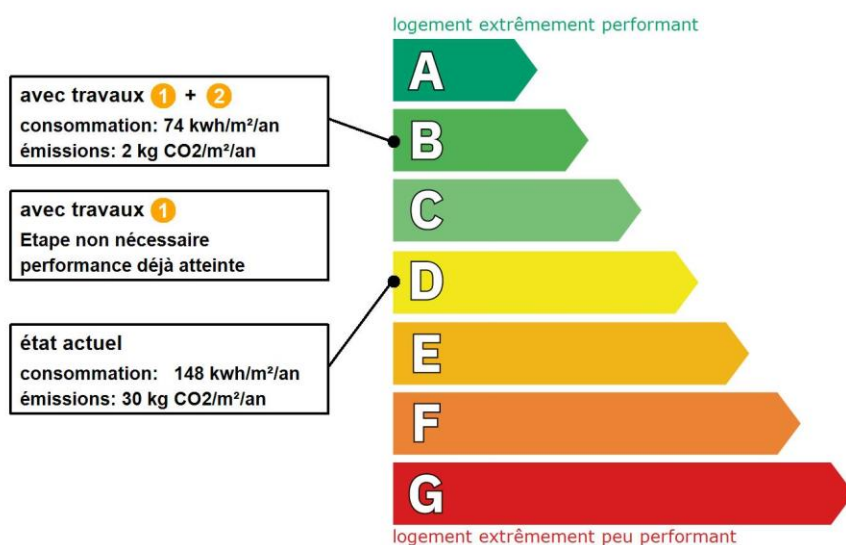 logement extrêmement performant
A
avec travaux 1 + 2
consommation: 74 kwh/m²/an
émissions: 2 kg CO2/m²/an
B
avec travaux 1
Etape non nécessaire
performance déjà atteinte
C
D
état actuel
consommation: 148 kwh/m²/an
émissions: 30 kg CO2/m²/an
E
F
G
logement extrêmement peu performant